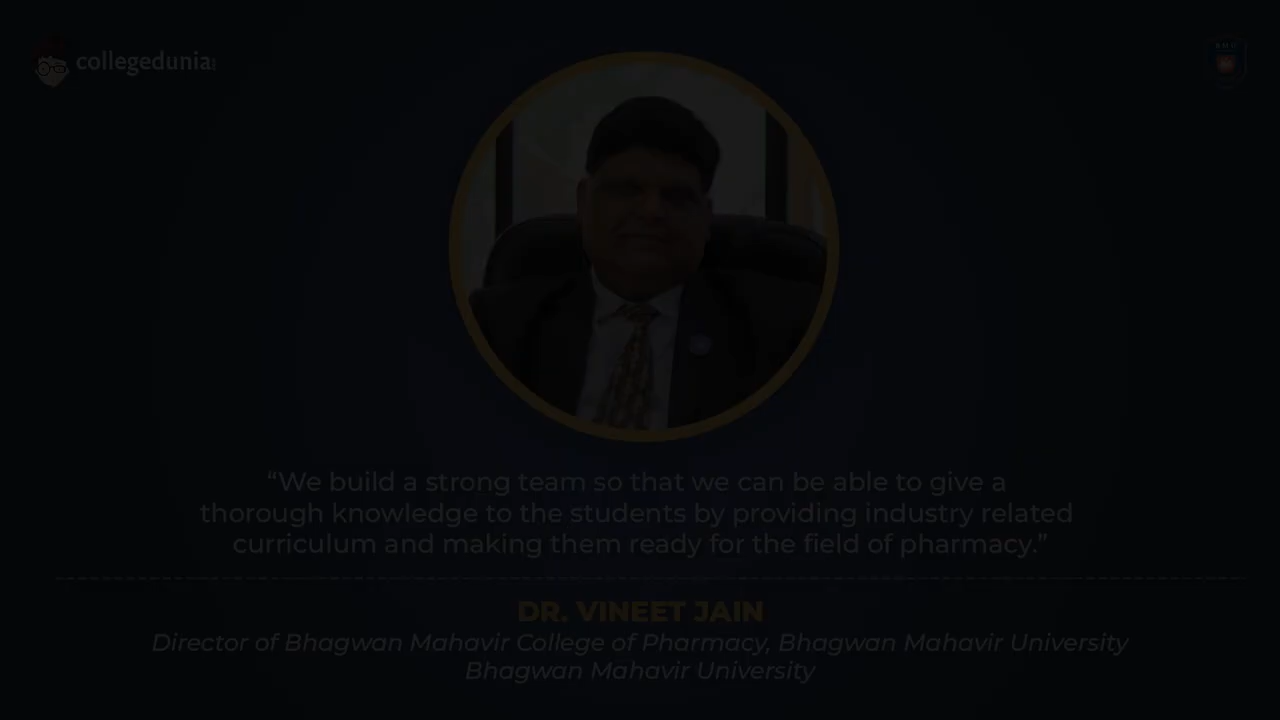 collegedunia
BMU
“We build a strong team so that we can be able to give a
thorough knowledge to the students by providing industry related
curriculum and making them ready for the field of pharmacy.”
DR. VINEET JAIN
Director of Bhagwan Mahavir College of Pharmacy, Bhagwan Mahavir University
Bhagwan Mahavir University